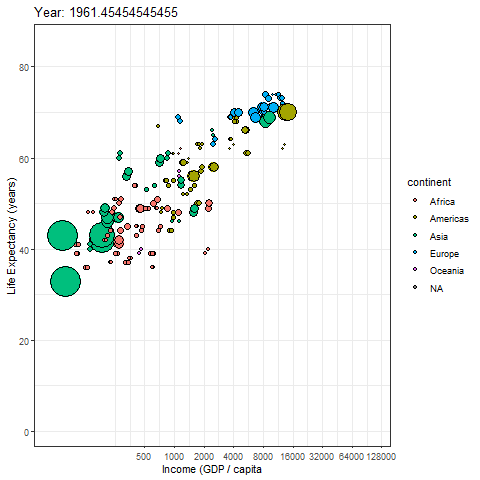 Year: 1961.45454545455
Life Expectancy (years)
80
60
40
20
0
500 1000 2000 4000 8000 16000 32000 64000 128000
Income (GDP / capita
continent
Africa
Americas
Asia
Europe
Oceania
NA